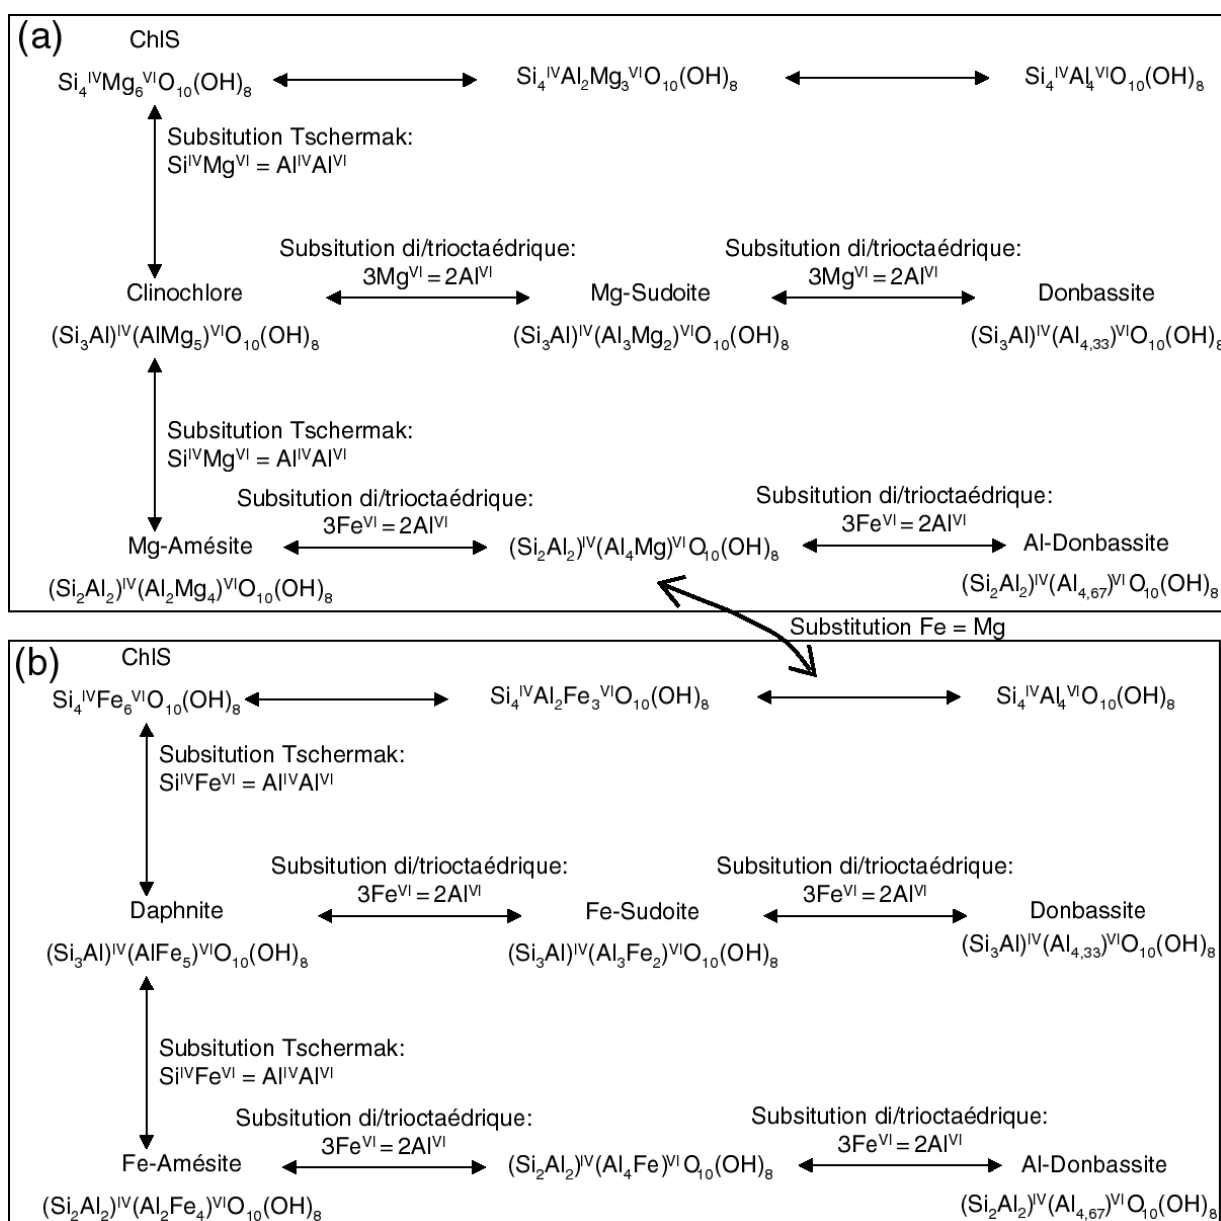 (a)
ChlS
Si₄ᴵⱽMg₆ⱽᴵO₁₀(OH)₈
Si₄ᴵⱽAl₂Mg₃ⱽᴵO₁₀(OH)₈
Si₄ᴵⱽAl₄ⱽᴵO₁₀(OH)₈
Subsitution Tschermak:
SiᴵⱽMgⱽᴵ = AlᴵⱽAlⱽᴵ
Subsitution di/trioctaédrique:
3Mgⱽᴵ = 2Alⱽᴵ
Subsitution di/trioctaédrique:
3Mgⱽᴵ = 2Alⱽᴵ
Clinochlore
Mg-Sudoite
Donbassite
(Si₃Al)ᴵⱽ(AlMg₅)ⱽᴵO₁₀(OH)₈
(Si₃Al)ᴵⱽ(Al₃Mg₂)ⱽᴵO₁₀(OH)₈
(Si₃Al)ᴵⱽ(Al₄,₃₃)ⱽᴵO₁₀(OH)₈
Subsitution Tschermak:
SiᴵⱽMgⱽᴵ = AlᴵⱽAlⱽᴵ
Subsitution di/trioctaédrique:
3Feⱽᴵ = 2Alⱽᴵ
Subsitution di/trioctaédrique:
3Feⱽᴵ = 2Alⱽᴵ
Mg-Amésite
(Si₂Al₂)ᴵⱽ(Al₄Mg)ⱽᴵO₁₀(OH)₈
Al-Donbassite
(Si₂Al₂)ᴵⱽ(Al₂Mg₄)ⱽᴵO₁₀(OH)₈
(Si₂Al₂)ᴵⱽ(Al₄,₆₇)ⱽᴵO₁₀(OH)₈
Substitution Fe = Mg
(b)
ChlS
Si₄ᴵⱽFe₆ⱽᴵO₁₀(OH)₈
Si₄ᴵⱽAl₂Fe₃ⱽᴵO₁₀(OH)₈
Si₄ᴵⱽAl₄ⱽᴵO₁₀(OH)₈
Subsitution Tschermak:
SiᴵⱽFeⱽᴵ = AlᴵⱽAlⱽᴵ
Subsitution di/trioctaédrique:
3Feⱽᴵ = 2Alⱽᴵ
Subsitution di/trioctaédrique:
3Feⱽᴵ = 2Alⱽᴵ
Daphnite
Fe-Sudoite
Donbassite
(Si₃Al)ᴵⱽ(AlFe₅)ⱽᴵO₁₀(OH)₈
(Si₃Al)ᴵⱽ(Al₃Fe₂)ⱽᴵO₁₀(OH)₈
(Si₃Al)ᴵⱽ(Al₄,₃₃)ⱽᴵO₁₀(OH)₈
Subsitution Tschermak:
SiᴵⱽFeⱽᴵ = AlᴵⱽAlⱽᴵ
Subsitution di/trioctaédrique:
3Feⱽᴵ = 2Alⱽᴵ
Subsitution di/trioctaédrique:
3Feⱽᴵ = 2Alⱽᴵ
Fe-Amésite
(Si₂Al₂)ᴵⱽ(Al₄Fe)ⱽᴵO₁₀(OH)₈
Al-Donbassite
(Si₂Al₂)ᴵⱽ(Al₂Fe₄)ⱽᴵO₁₀(OH)₈
(Si₂Al₂)ᴵⱽ(Al₄,₆₇)ⱽᴵO₁₀(OH)₈